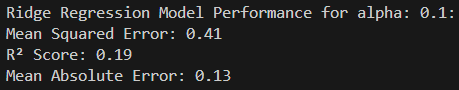 Ridge Regression Model Performance for alpha: 0.1:
Mean Squared Error: 0.41
R² Score: 0.19
Mean Absolute Error: 0.13